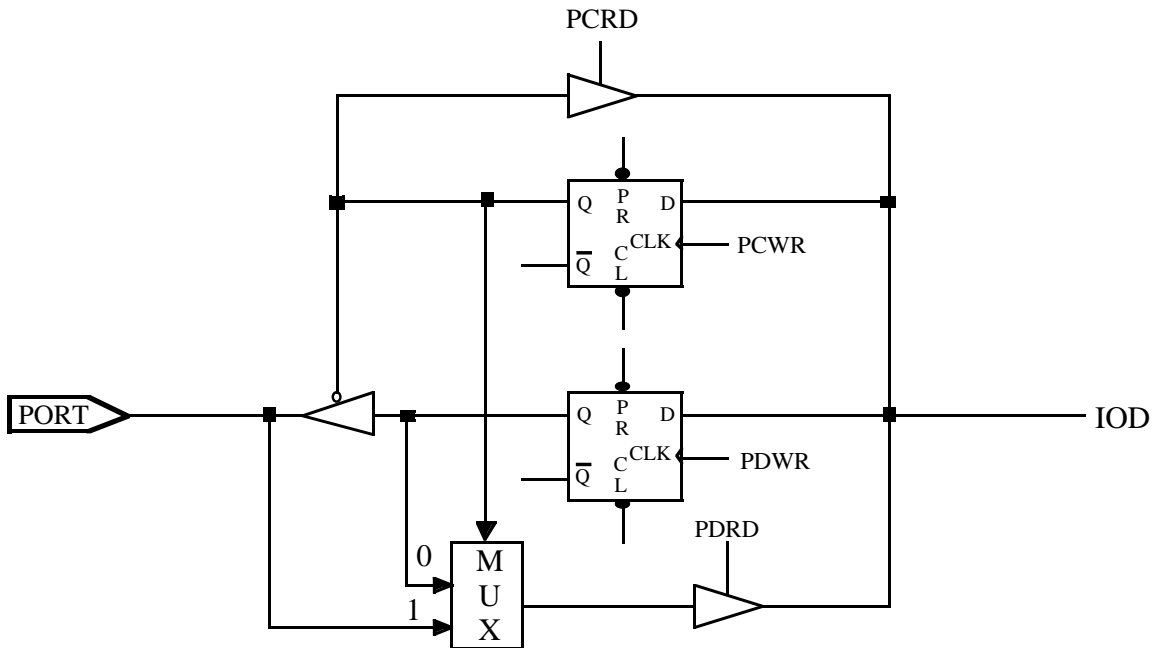 PCRD
Q P R D
CLK PCWR
Q C L
PORT
Q P R D
IOD
CLK PDWR
Q C L
PDRD
0
1
M
U
X